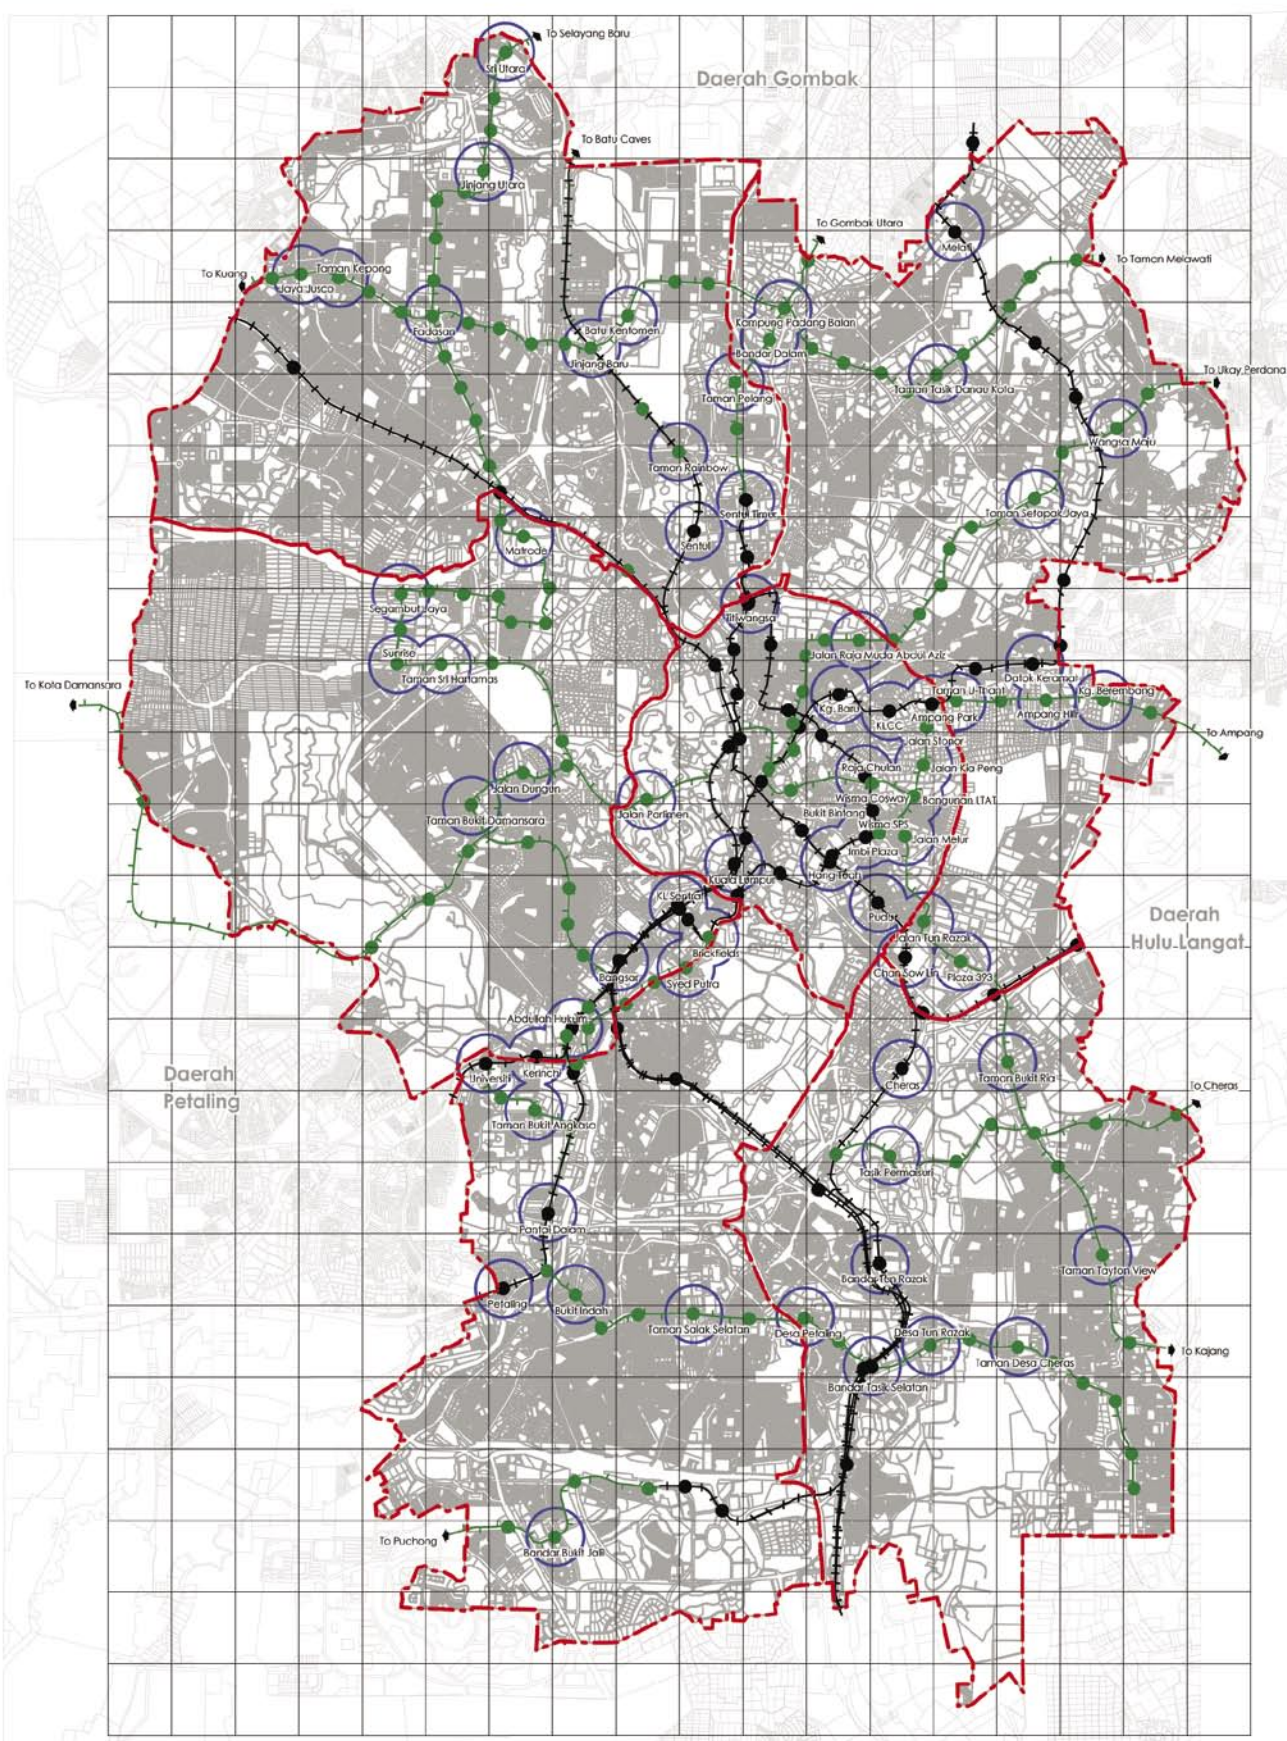 To Selayang Baru
Sri Utara
Daerah Gombak
To Batu Caves
Jinjang Utara
To Gombak Utara
Melati
To Taman Melawati
To Kuang
Taman Kepong
Jaya Jusco
Fadasan
Batu Kentomen
Kampung Padang Balan
Jinjang Baru
Bandar Dalam
To Ukay Perdana
Taman Tasik Danau Kota
Taman Pelangi
Wangsa Maju
Taman Rainbow
Sentul Timur
Taman Setapak Jaya
Sentul
Matrade
Segambut Jaya
Titiwangsa
Sunrise
Jalan Raja Muda Abdul Aziz
Taman Sri Hartamas
Datok Keramat
To Kota Damansara
Taman U-Thant
Kg. Berembang
Kg. Baru
Ampang Hilir
Ampang Park
KLCC
To Ampang
Jalan Stonor
Raja Chulan
Jalan Kia Peng
Jalan Dungun
Wisma Cosway
Bangunan LTAT
Jalan Parlimen
Bukit Bintang
Taman Bukit Damansara
Wisma SPS
Jalan Melur
Imbi Plaza
Hang Tuah
Kuala Lumpur
KL Sentral
Pudu
Daerah
Hulu Langat
Jalan Tun Razak
Brickfields
Bangsar
Chan Sow Lin
Plaza 393
Syed Putra
Abdullah Hukum
Daerah
Petaling
Universiti
Kerinchi
Cheras
Taman Bukit Ria
To Cheras
Taman Bukit Angkasa
Tasik Permaisuri
Pantai Dalam
Taman Tayton View
Bandar Tun Razak
Petaling
Bukit Indah
Taman Salak Selatan
Desa Petaling
Desa Tun Razak
To Kajang
Taman Desa Cheras
Bandar Tasik Selatan
To Puchong
Bandar Bukit Jalil